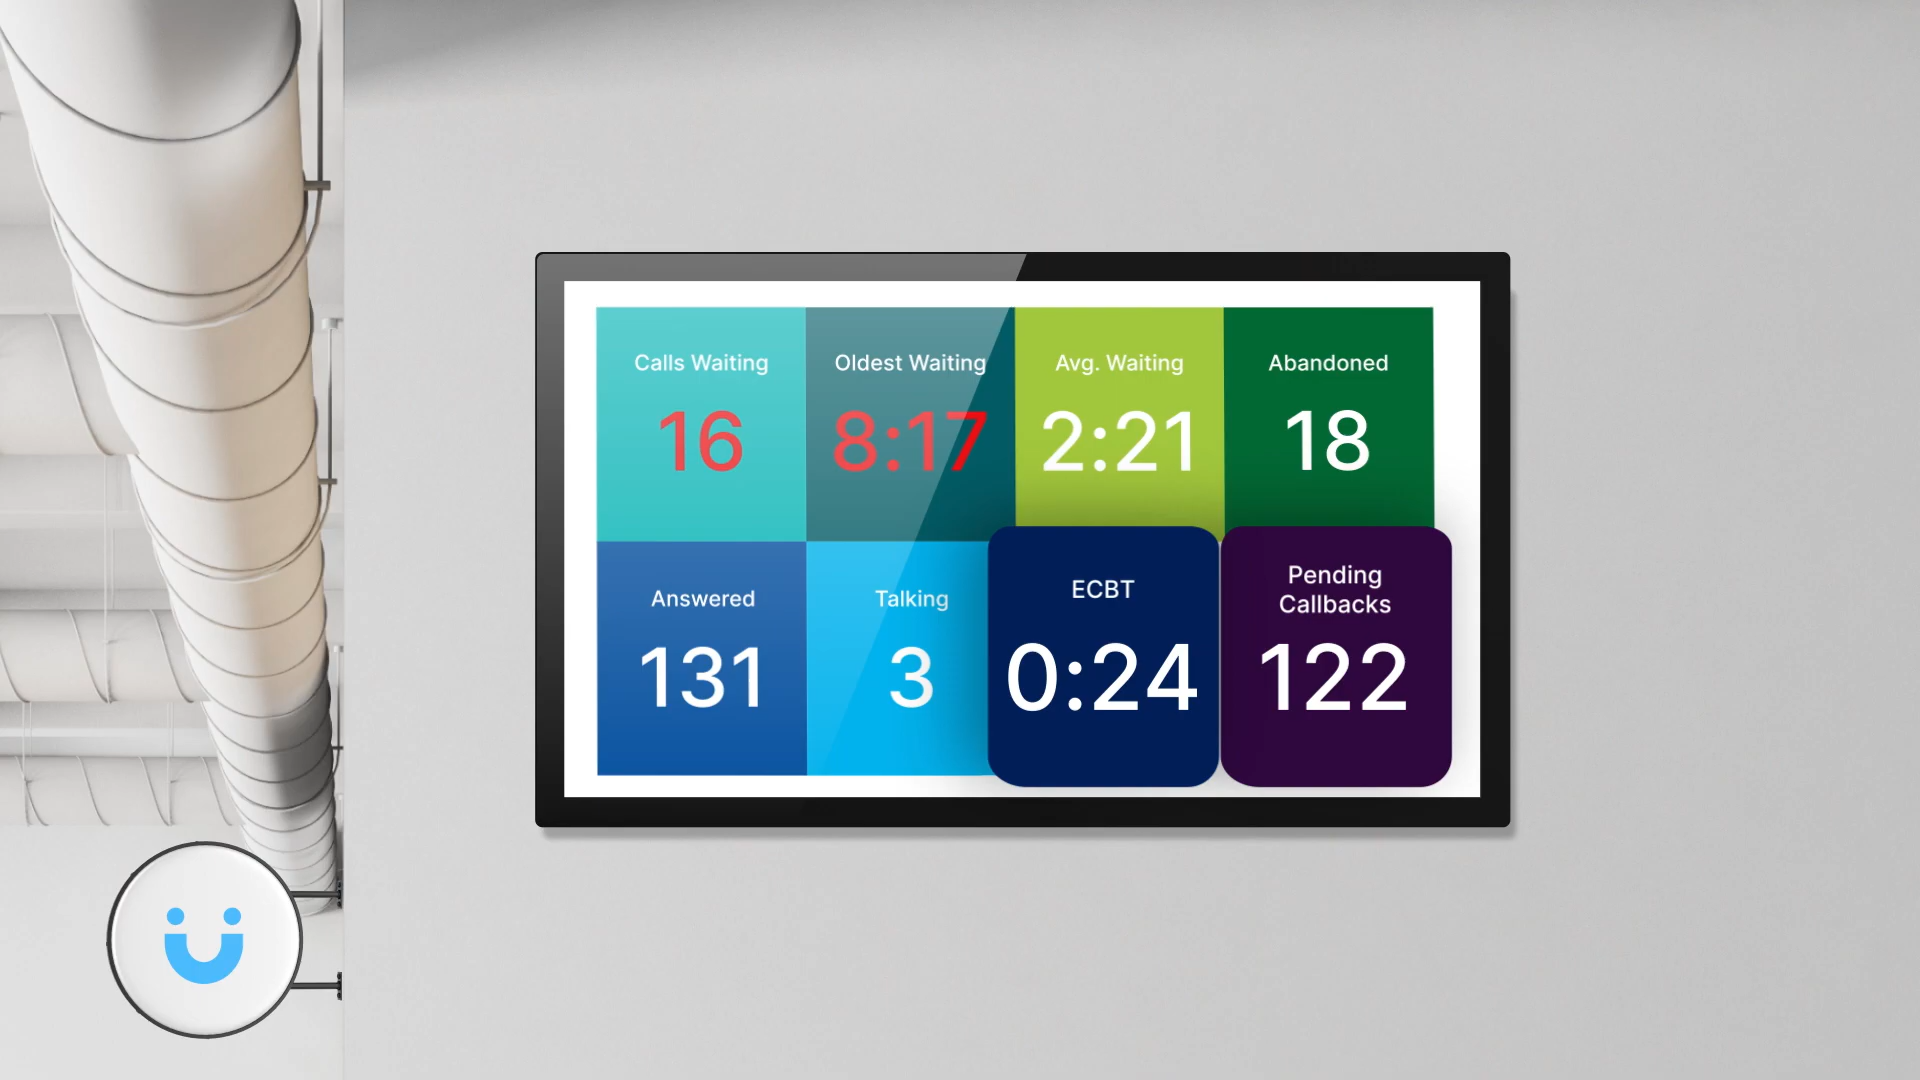 Calls Waiting
16
Oldest Waiting
8:17
Avg. Waiting
2:21
Abandoned
18
Answered
131
Talking
3
ECBT
0:24
Pending
Callbacks
122